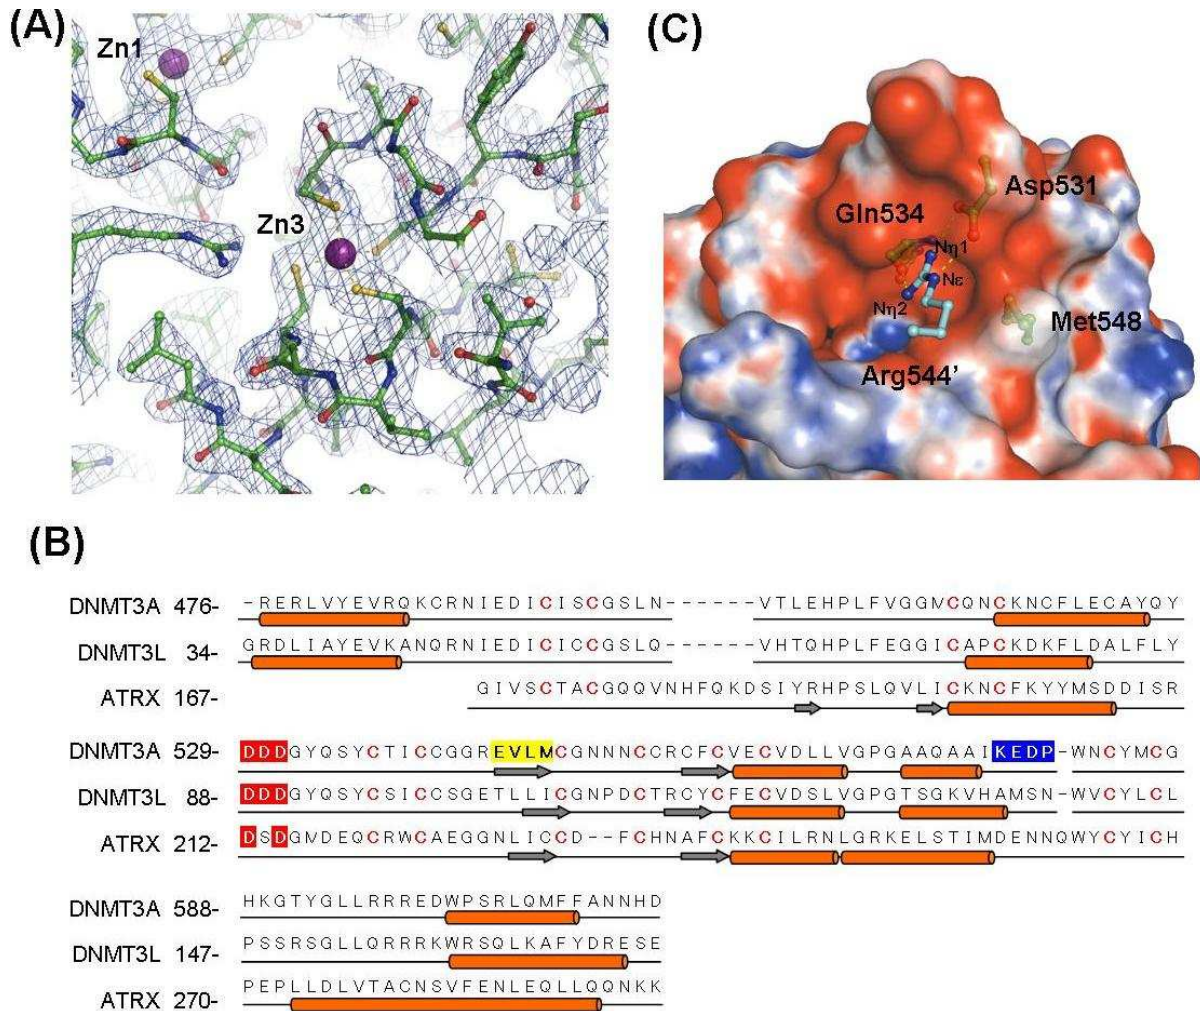 (A)
Zn1
Zn3
(C)
Asp531
Gln534
Nη1
Nε
Nη2
Met548
Arg544'
(B)
DNMT3A 476- -RERLVYEVRQKCRNIEDICISCGSLN------VTLEHPLFVGGMCQNCKNCFLECAYQY
DNMT3L 34- GRDLIAYEVKANQRNIEDICICCGSLQ VHTQHPLFEGGICAPCKDKFLDALFLY
ATRX 167- GIVSCTACGQQVNHFQKDSIYRHPSLQVLICKNCFKYYMSDDISR
DNMT3A 529- DDDGYQSYCTICCGGREVLMCGNNNCCRCFCVECVDLLVGPGAAQAAIKEDP-WNCYMCG
DNMT3L 88- DDDGYQSYCSICCSGETLLICGNPDCTRCYCFECVDSLVGPGTSGKVHAMSN-WVCYLCL
ATRX 212- DSDGMDEQCRWCAEGGNLICCD--FCHNAFCKKCILRNLGRKELSTIMDENNQWYCYICH
DNMT3A 588- HKGTYGLLRRREDWPSRLQMFFANNHD
DNMT3L 147- PSSRSGLLQRRRKWRSQLKAFYDRESE
ATRX 270- PEPLLDLVTACNSVFENLEQLLQQNKK